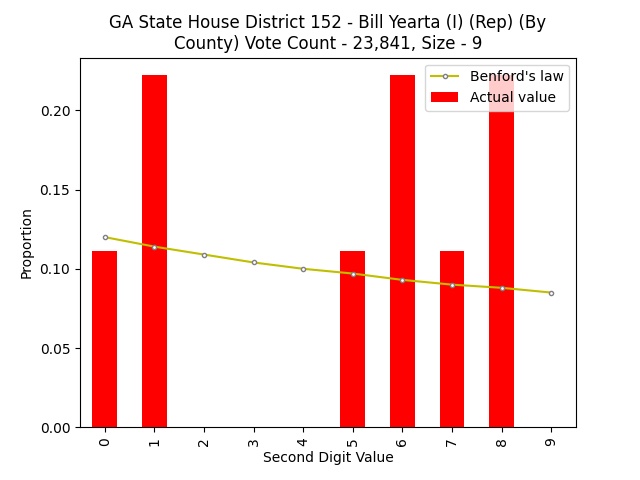 GA State House District 152 - Bill Yearta (I) (Rep) (By
County) Vote Count - 23,841, Size - 9
Benford's law
Actual value
0.20
0.15
0.10
0.05
0.00
Proportion
0 1 2 3 4 5 6 7 8 9
Second Digit Value